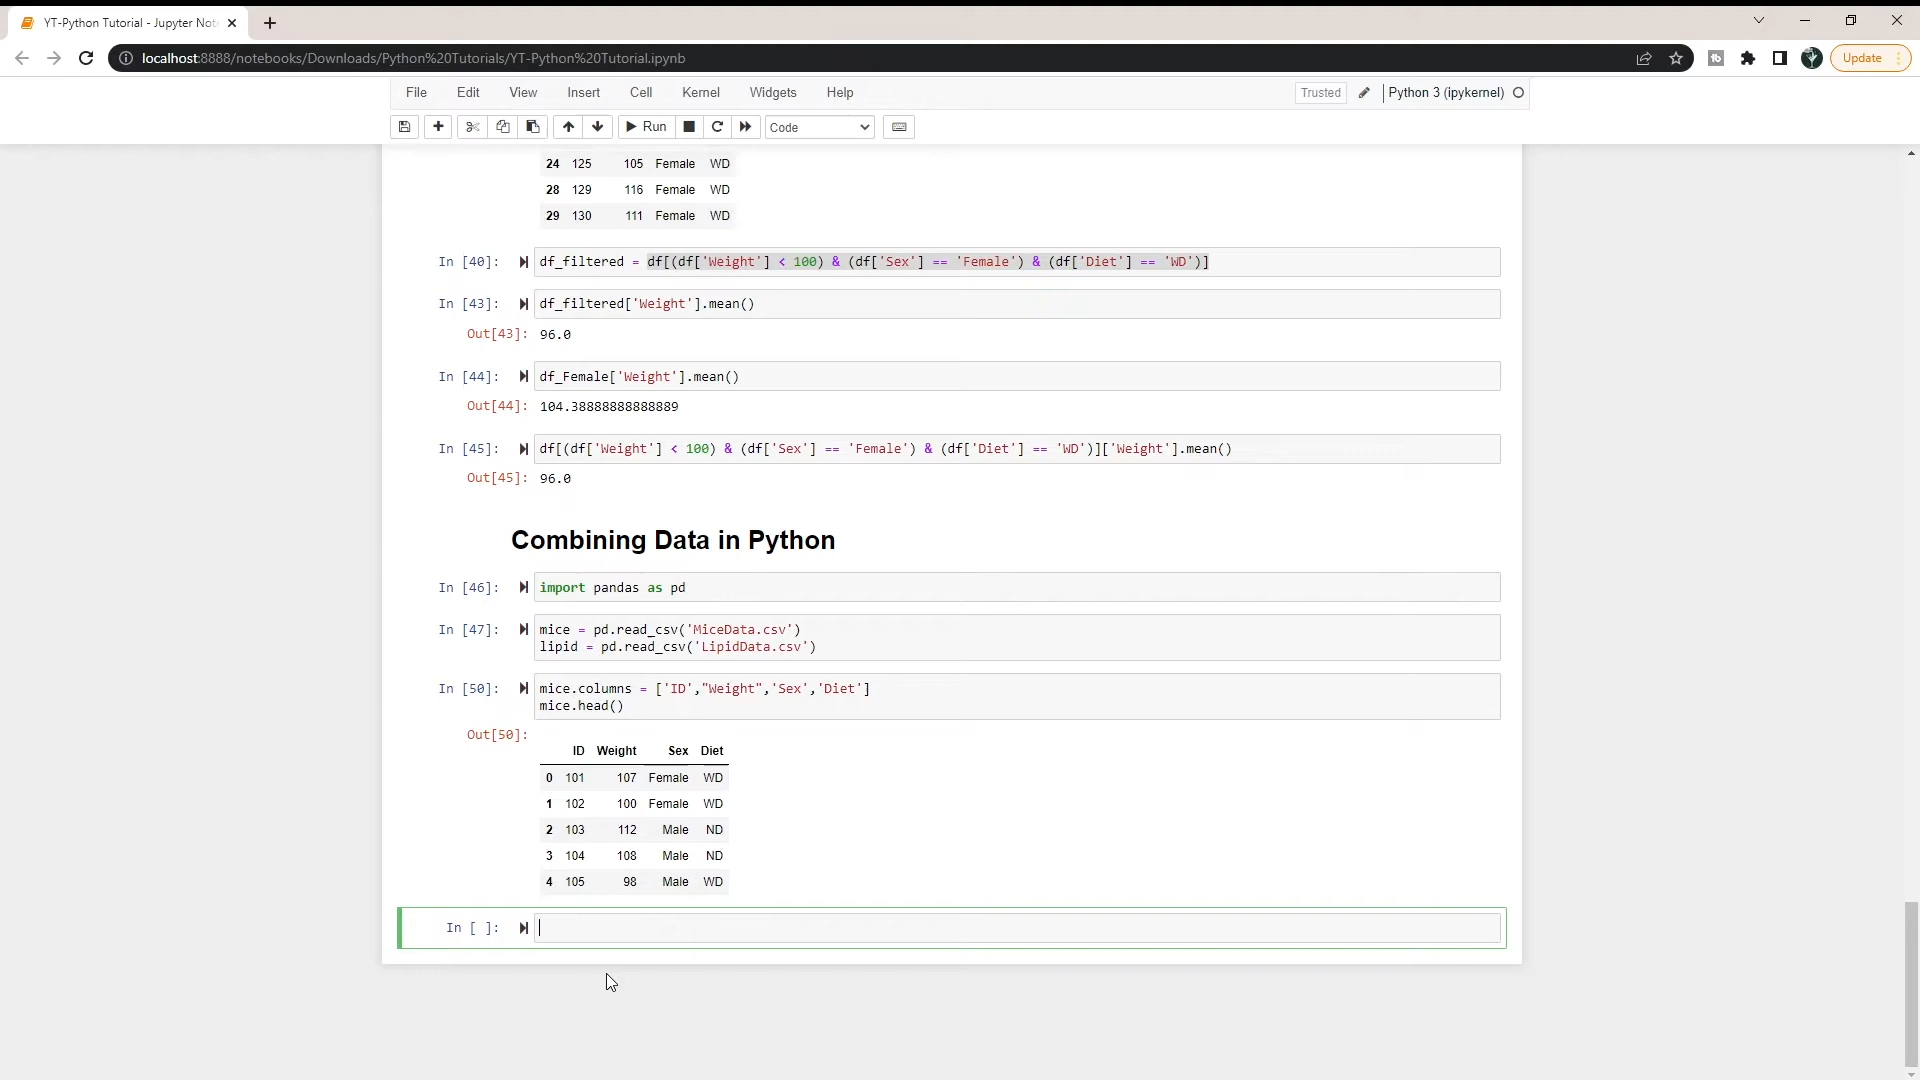 YT-Python Tutorial - Jupyter Not
localhost:8888/notebooks/Downloads/Python%20Tutorials/YT-Python%20Tutorial.ipynb
Update
File Edit View Insert Cell Kernel Widgets Help
Trusted
Python 3 (ipykernel)
Run
Code
24 125 105 Female WD
28 129 116 Female WD
29 130 111 Female WD
In [40]: df_filtered = df[(df['Weight'] < 100) & (df['Sex'] == 'Female') & (df['Diet'] == 'WD')]
In [43]: df_filtered['Weight'].mean()
Out[43]: 96.0
In [44]: df_Female['Weight'].mean()
Out[44]: 104.38888888888889
In [45]: df[(df['Weight'] < 100) & (df['Sex'] == 'Female') & (df['Diet'] == 'WD')]['Weight'].mean()
Out[45]: 96.0
Combining Data in Python
In [46]: import pandas as pd
In [47]: mice = pd.read_csv('MiceData.csv')
lipid = pd.read_csv('LipidData.csv')
In [50]: mice.columns = ['ID',"Weight",'Sex','Diet']
mice.head()
Out[50]:
ID Weight Sex Diet
0 101 107 Female WD
1 102 100 Female WD
2 103 112 Male ND
3 104 108 Male ND
4 105 98 Male WD
In [ ]: